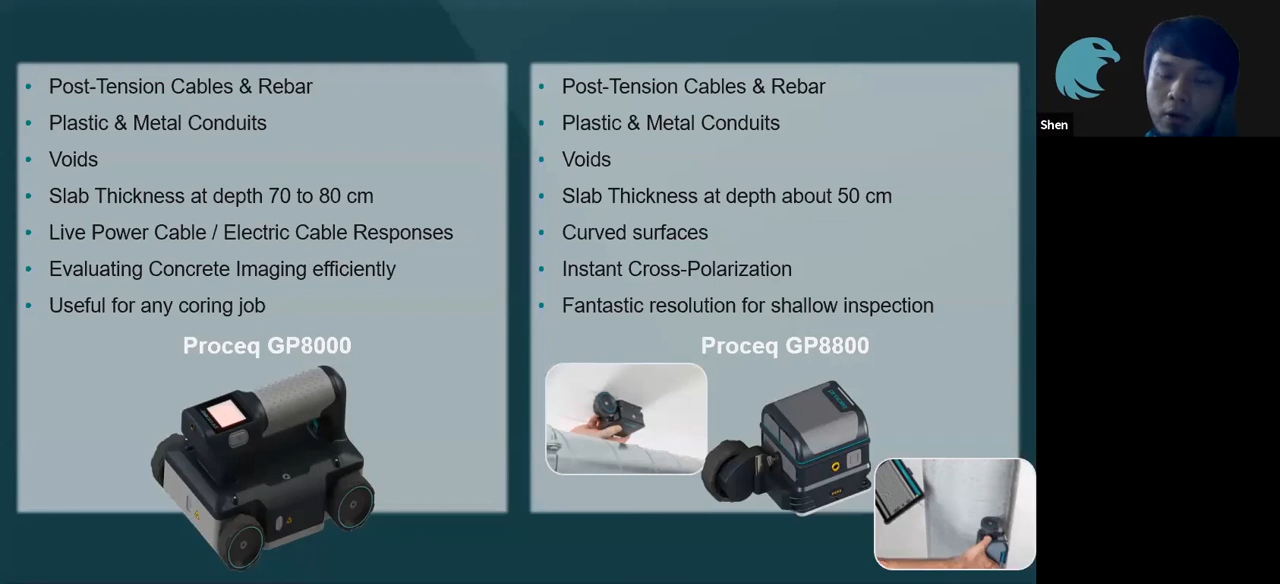 Post-Tension Cables & Rebar
Plastic & Metal Conduits
Voids
Slab Thickness at depth 70 to 80 cm
Live Power Cable / Electric Cable Responses
Evaluating Concrete Imaging efficiently
Useful for any coring job
Proceq GP8000
Post-Tension Cables & Rebar
Plastic & Metal Conduits
Voids
Slab Thickness at depth about 50 cm
Curved surfaces
Instant Cross-Polarization
Fantastic resolution for shallow inspection
Proceq GP8800
Shen